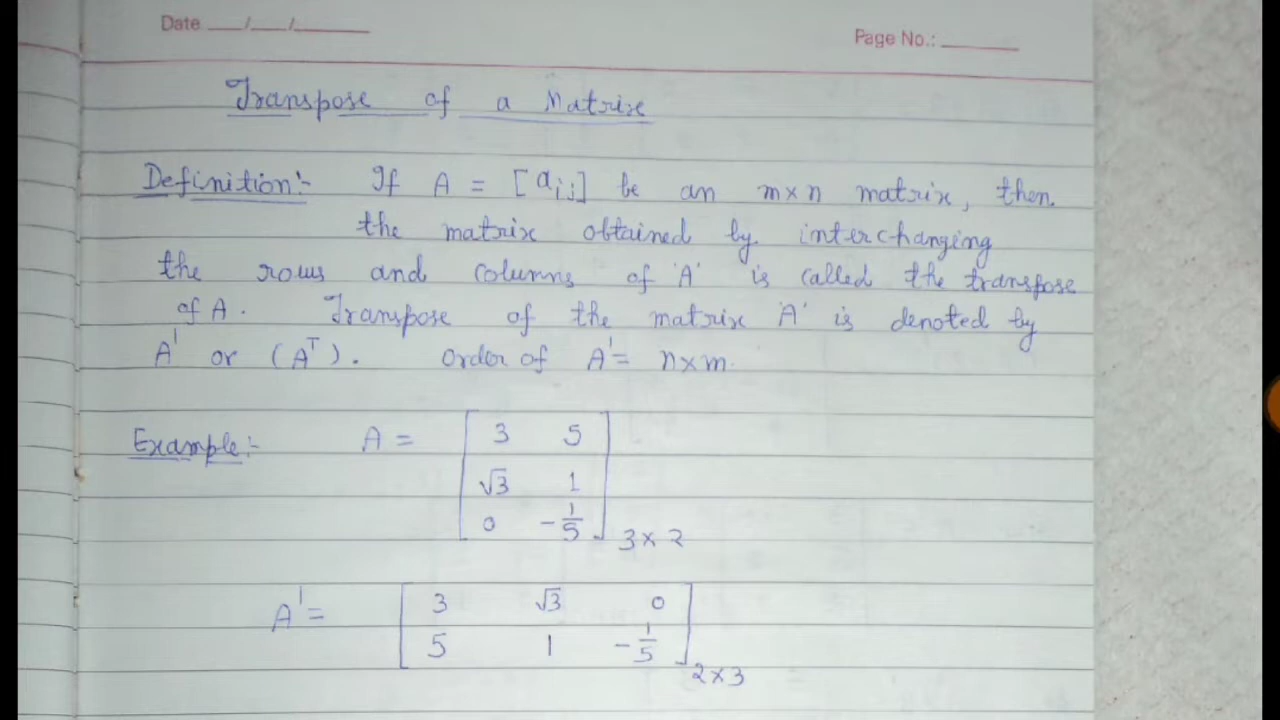 Date ___/___/______
Page No.: ______
Transpose of a Matrix
Definition:- If A = [aij] be an m×n matrix, then
the matrix obtained by interchanging
the rows and columns of 'A' is called the transpose
of A. Transpose of the matrix 'A' is denoted by
A' or (Aᵀ). Order of A' = n×m.
Example:- A = [ 3 5
√3 1
0 -1/5 ] 3×2
A' = [ 3 √3 0
5 1 -1/5 ] 2×3